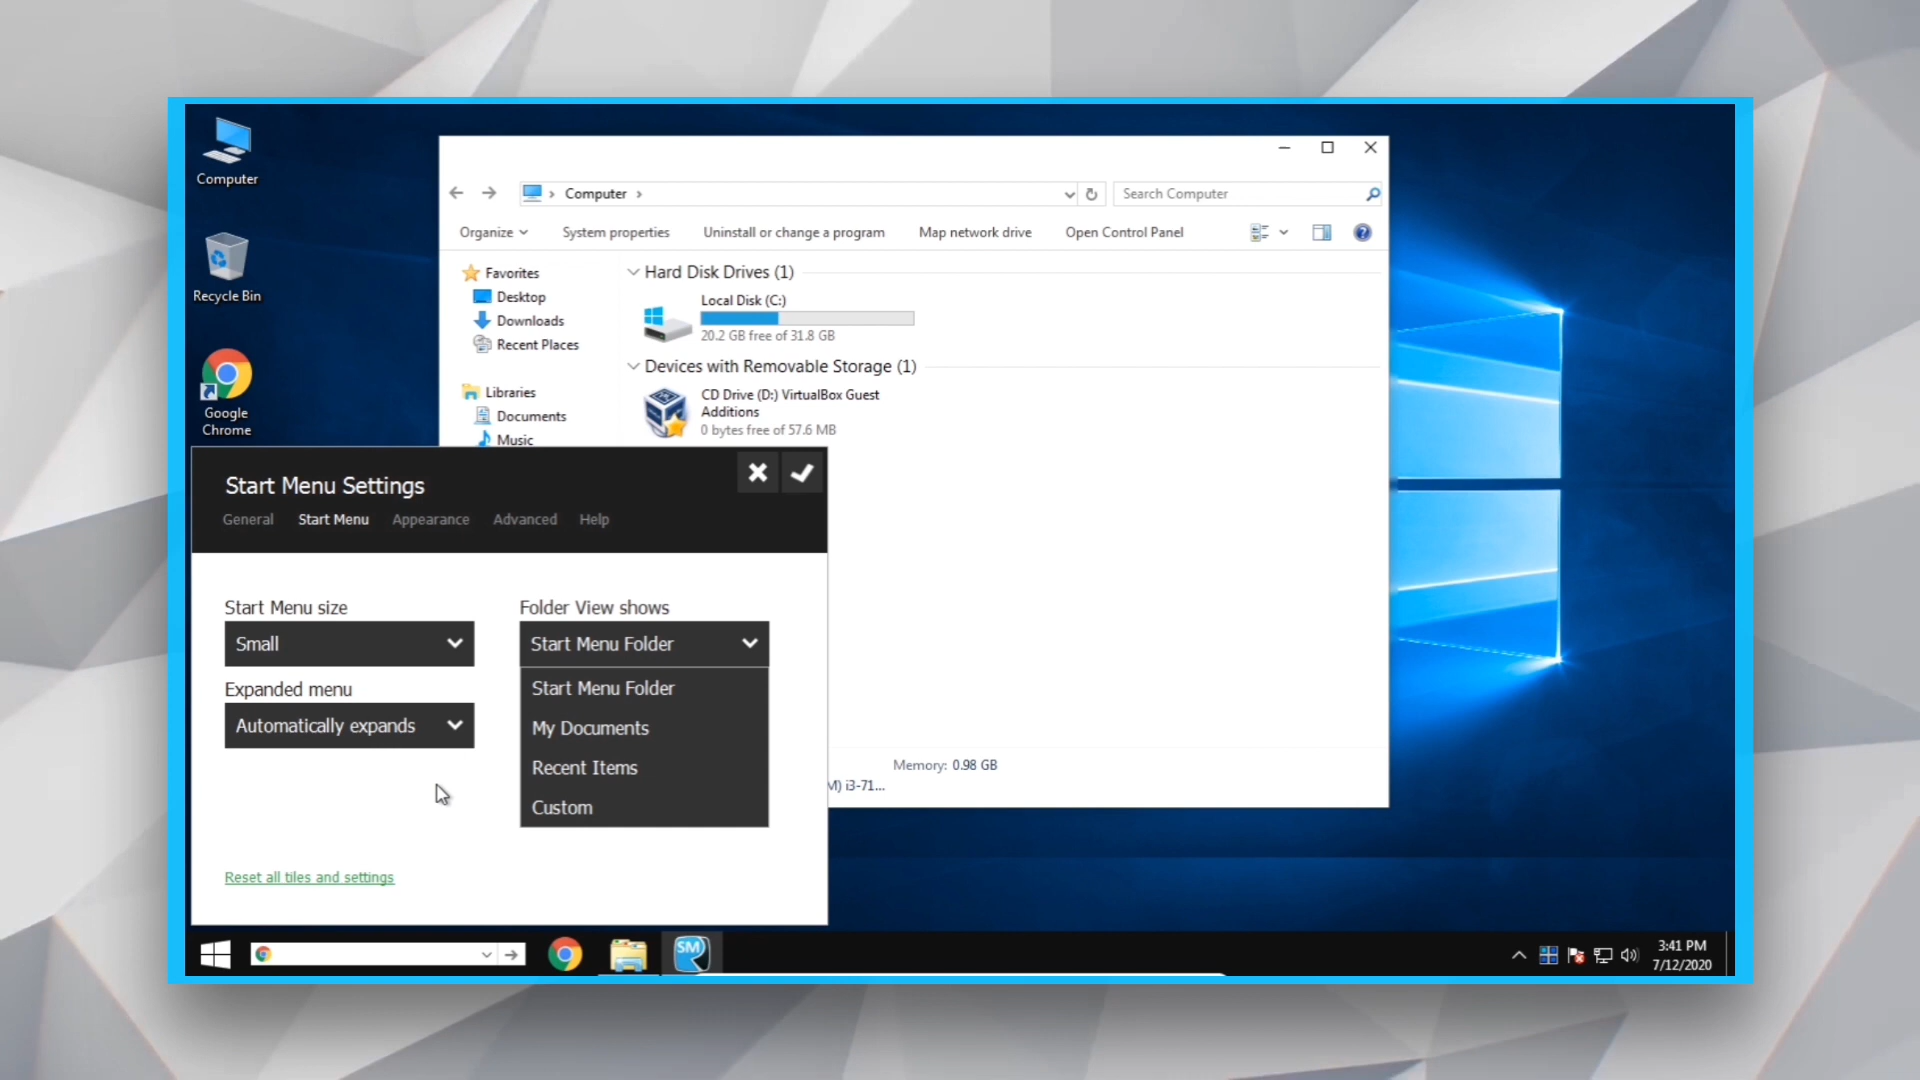 Computer
Recycle Bin
Google
Chrome
Computer
Search Computer
Organize
System properties
Uninstall or change a program
Map network drive
Open Control Panel
Favorites
Desktop
Downloads
Recent Places
Libraries
Documents
Music
Hard Disk Drives (1)
Local Disk (C:)
20.2 GB free of 31.8 GB
Devices with Removable Storage (1)
CD Drive (D:) VirtualBox Guest
Additions
0 bytes free of 57.6 MB
Memory: 0.98 GB
M) i3-71...
Start Menu Settings
General
Start Menu
Appearance
Advanced
Help
Start Menu size
Small
Expanded menu
Automatically expands
Folder View shows
Start Menu Folder
Start Menu Folder
My Documents
Recent Items
Custom
Reset all tiles and settings
SM
3:41 PM
7/12/2020